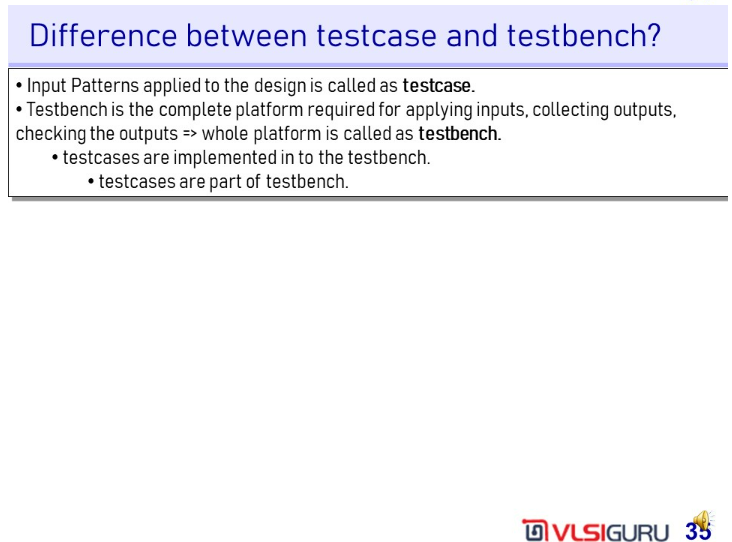 Difference between testcase and testbench?
• Input Patterns applied to the design is called as testcase.
• Testbench is the complete platform required for applying inputs, collecting outputs,
checking the outputs => whole platform is called as testbench.
• testcases are implemented in to the testbench.
• testcases are part of testbench.
VLSIGURU
35